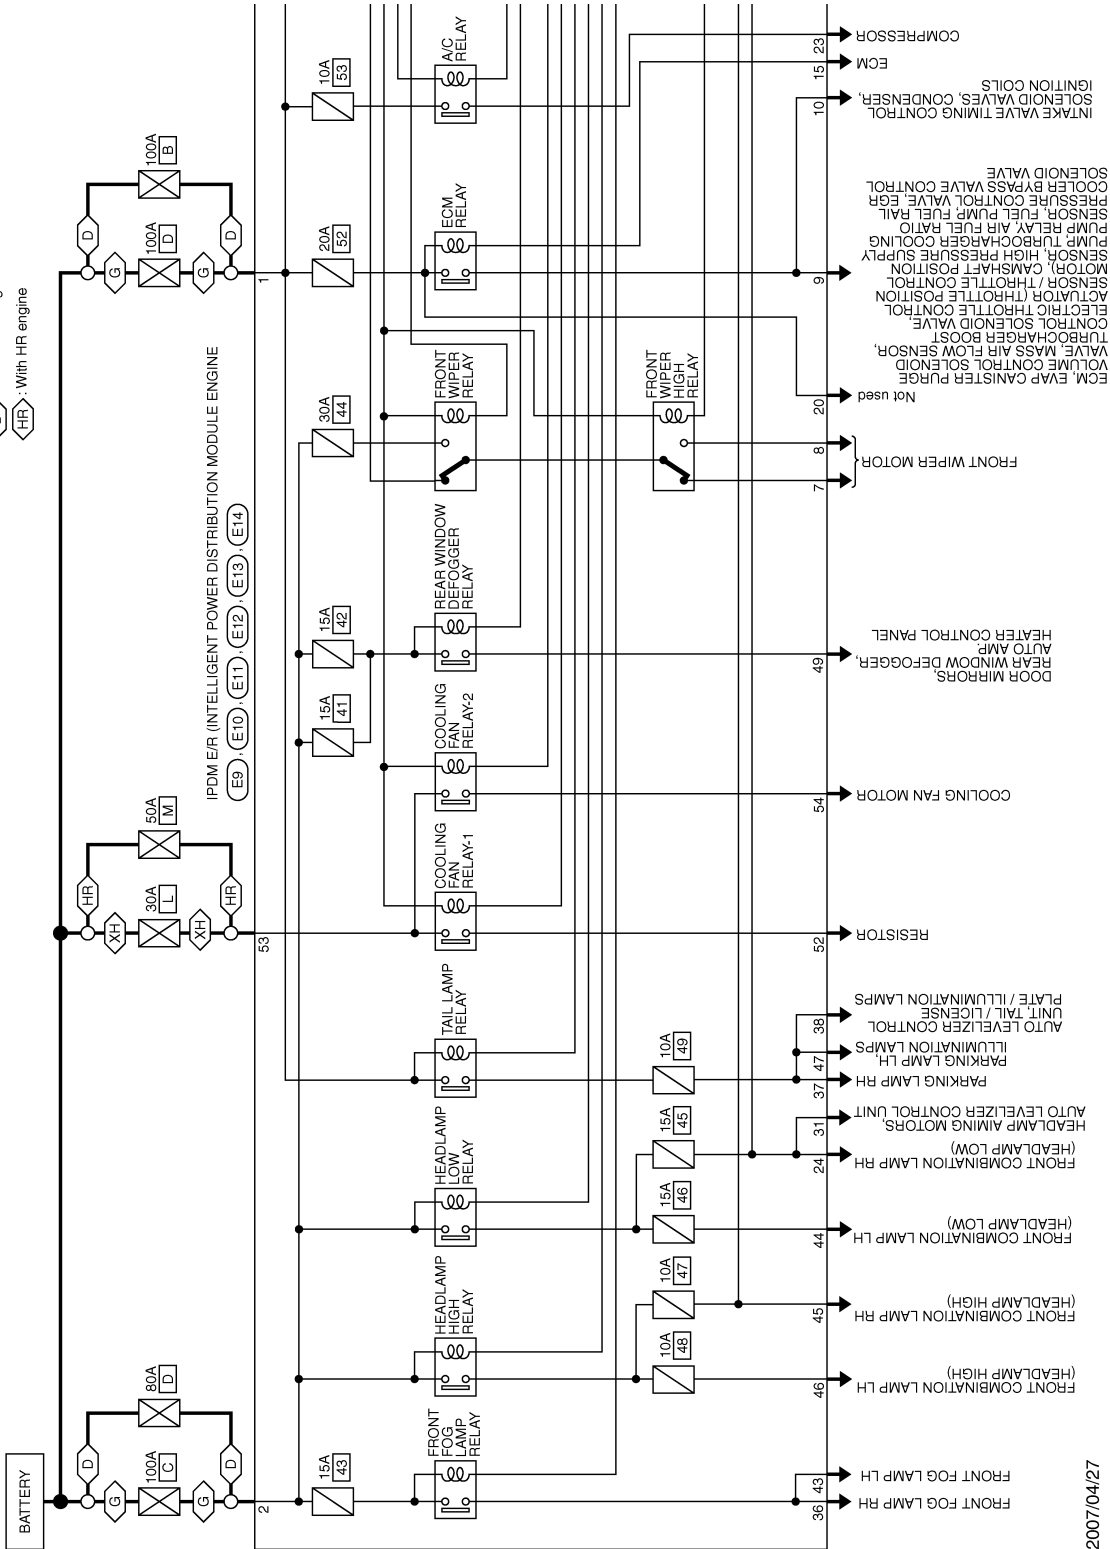 : With HR engine
HR
BATTERY
D
G
100A
C
G
80A
D
D
2
HR
XH
30A
L
XH
50A
M
HR
53
D
G
100A
D
G
100A
B
D
1
IPDM E/R (INTELLIGENT POWER DISTRIBUTION MODULE ENGINE
E9 , E10 , E11 , E12 , E13 , E14
15A
43
15A
41
15A
42
30A
44
20A
52
10A
53
FRONT
FOG
LAMP
RELAY
HEADLAMP
HIGH
RELAY
HEADLAMP
LOW
RELAY
TAIL LAMP
RELAY
COOLING
FAN
RELAY-1
COOLING
FAN
RELAY-2
REAR WINDOW
DEFOGGER
RELAY
FRONT
WIPER
RELAY
ECM
RELAY
A/C
RELAY
10A
48
10A
47
15A
46
15A
45
10A
49
FRONT
WIPER
HIGH
RELAY
36
FRONT FOG LAMP RH
43
FRONT FOG LAMP LH
46
FRONT COMBINATION LAMP LH
(HEADLAMP HIGH)
45
FRONT COMBINATION LAMP RH
(HEADLAMP HIGH)
44
FRONT COMBINATION LAMP LH
(HEADLAMP LOW)
24
FRONT COMBINATION LAMP RH
(HEADLAMP LOW)
31
HEADLAMP AIMING MOTORS,
AUTO LEVELIZER CONTROL UNIT
37
PARKING LAMP RH
47
PARKING LAMP LH,
ILLUMINATION LAMPS
38
AUTO LEVELIZER CONTROL
UNIT, TAIL / LICENSE
PLATE / ILLUMINATION LAMPS
52
RESISTOR
54
COOLING FAN MOTOR
49
DOOR MIRRORS,
REAR WINDOW DEFOGGER,
AUTO AMP.
HEATER CONTROL PANEL
7
8
FRONT WIPER MOTOR
20
Not used
9
ECM, EVAP CANISTER PURGE
VOLUME CONTROL SOLENOID
VALVE, MASS AIR FLOW SENSOR,
TURBOCHARGER BOOST
CONTROL SOLENOID VALVE,
ELECTRIC THROTTLE CONTROL
ACTUATOR (THROTTLE POSITION
SENSOR / THROTTLE CONTROL
MOTOR), CAMSHAFT POSITION
SENSOR, HIGH PRESSURE SUPPLY
PUMP, TURBOCHARGER COOLING
PUMP RELAY, AIR FUEL RATIO
SENSOR, FUEL PUMP, FUEL RAIL
PRESSURE CONTROL VALVE, EGR
COOLER BYPASS VALVE CONTROL
SOLENOID VALVE
10
INTAKE VALVE TIMING CONTROL
SOLENOID VALVES, CONDENSER,
IGNITION COILS
15
ECM
23
COMPRESSOR
2007/04/27